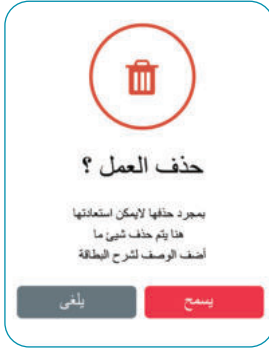 حذف العمل ؟
بمجرد حذفها لايمكن استعادتها
هنا يتم حذف شيئ ما
أضف الوصف لشرح البطاقة
يسمح
يلغى